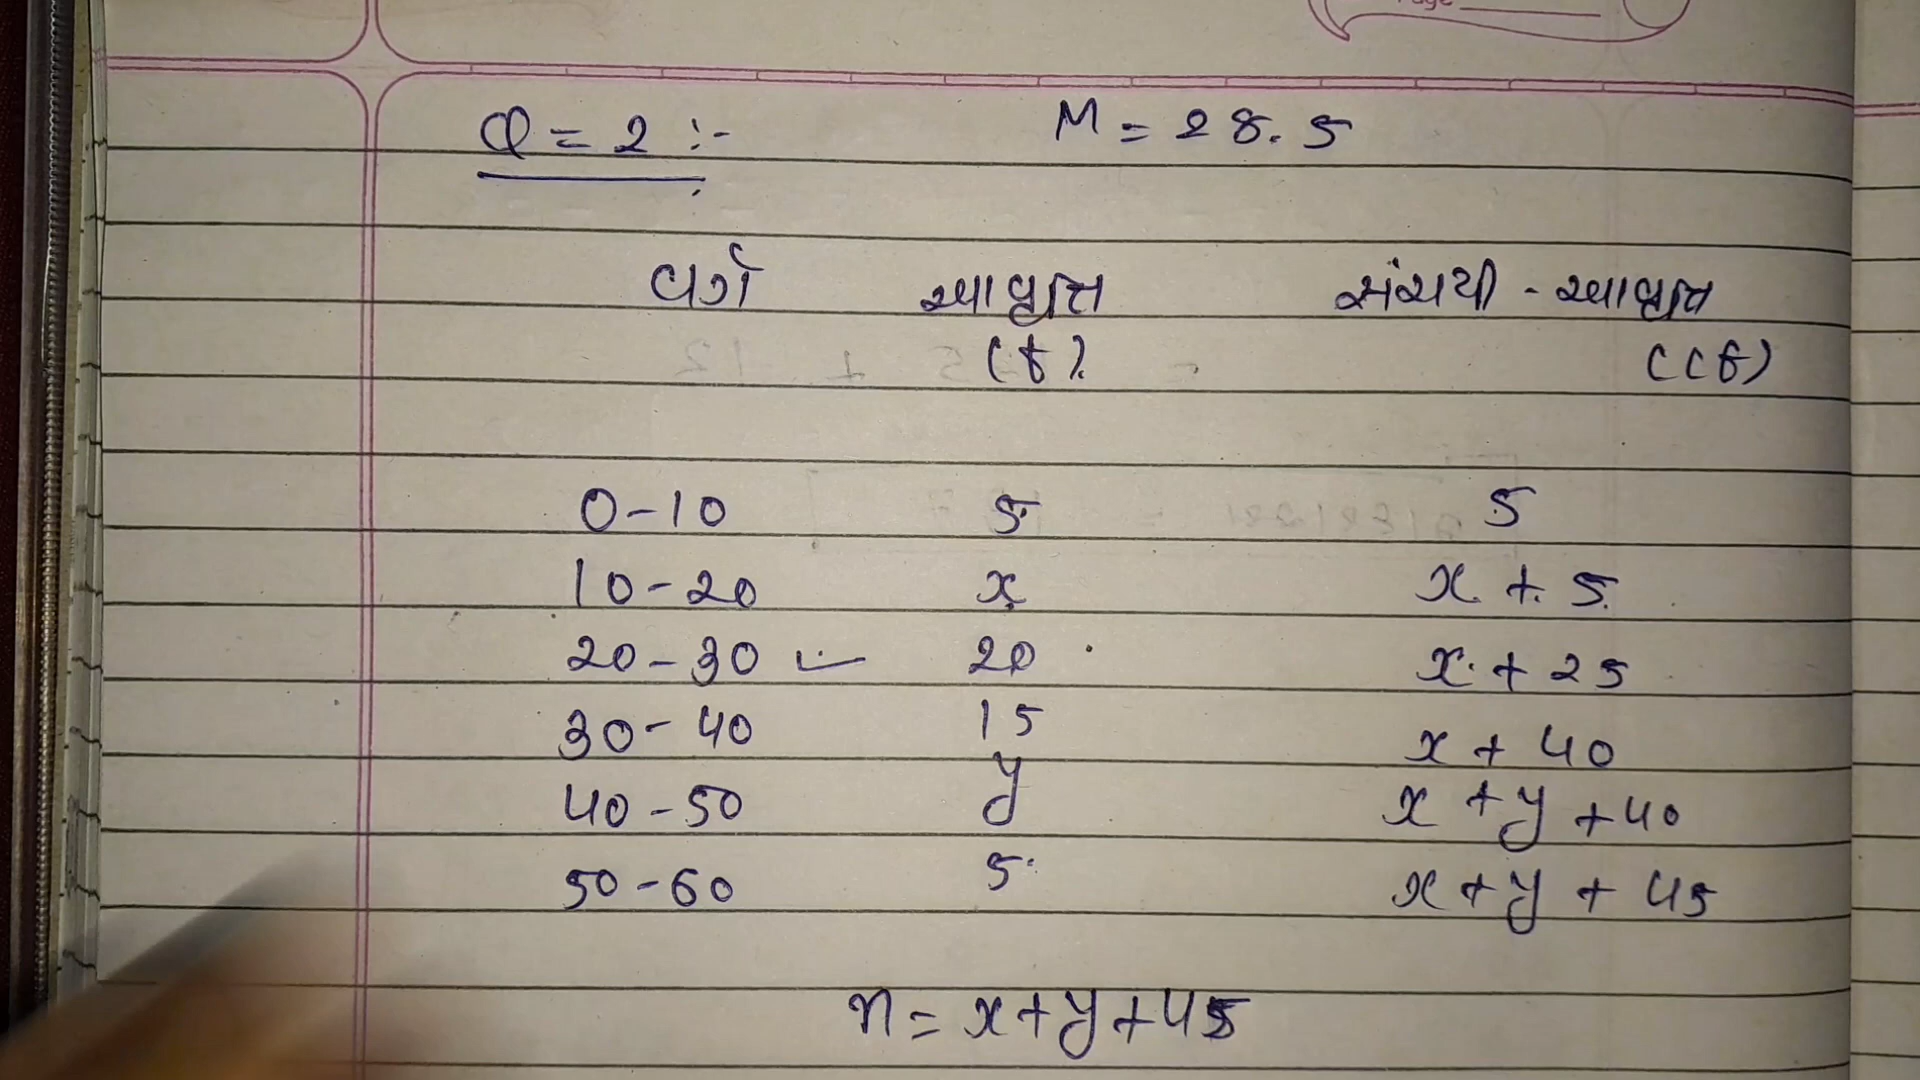 Page
Q = 2 :- M = 28.5
વર્ગ આવૃત્તિ સંચયી - આવૃત્તિ
(f) (cf)
0-10 5 5
10-20 x x + 5
20-30 20 x + 25
30-40 15 x + 40
40-50 y x + y + 40
50-60 5 x + y + 45
n = x + y + 45